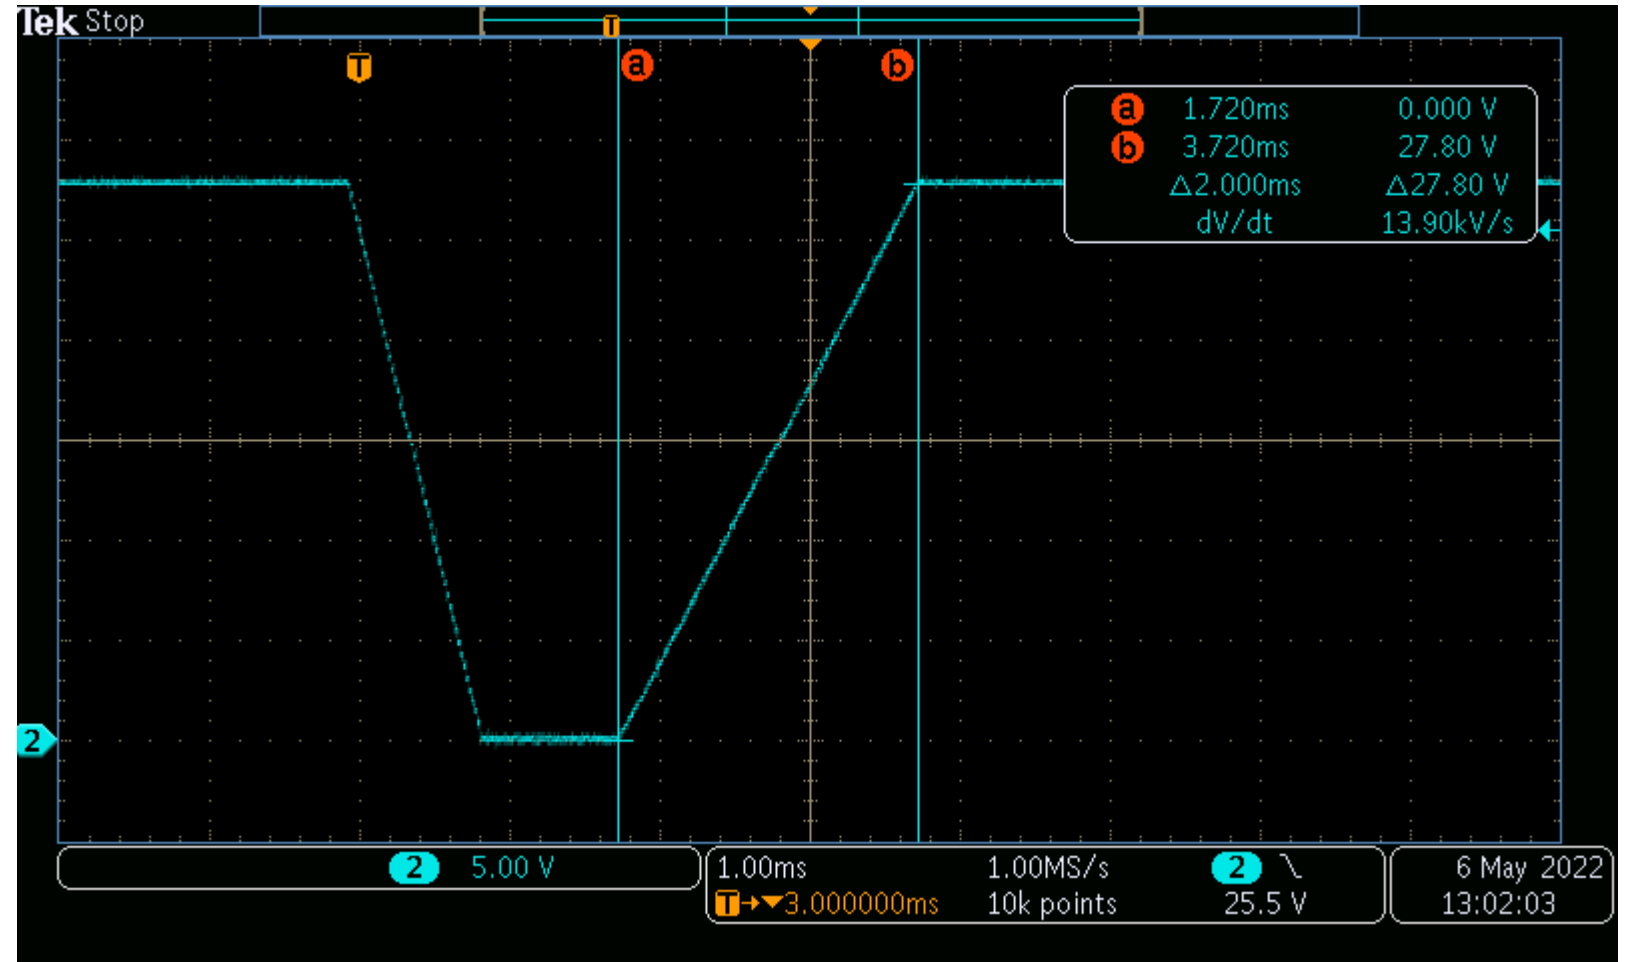 Tek Stop
T
T
a
b
a 1.720ms 0.000 V
b 3.720ms 27.80 V
Δ2.000ms Δ27.80 V
dV/dt 13.90kV/s
2
2 5.00 V
1.00ms 1.00MS/s 2 \
T→▼3.000000ms 10k points 25.5 V
6 May 2022
13:02:03